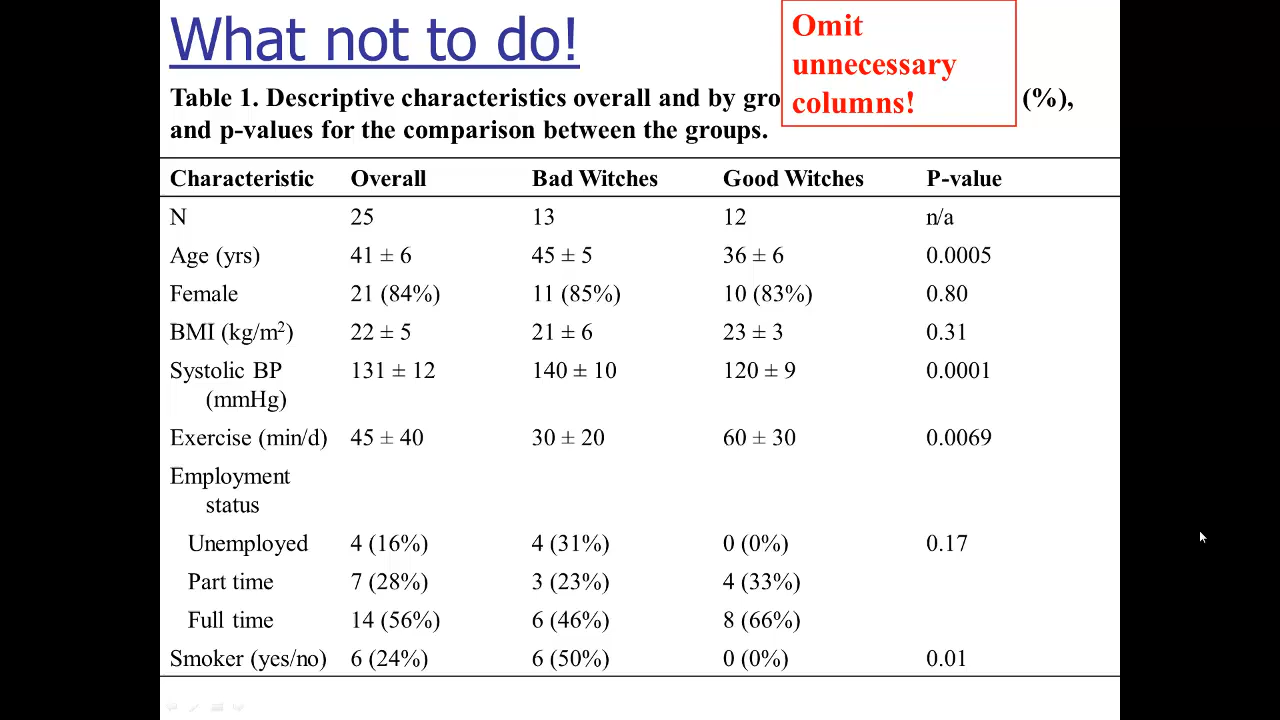 What not to do!
Omit
unnecessary
columns!
Table 1. Descriptive characteristics overall and by gro (%),
and p-values for the comparison between the groups.
Characteristic Overall Bad Witches Good Witches P-value
N 25 13 12 n/a
Age (yrs) 41 ± 6 45 ± 5 36 ± 6 0.0005
Female 21 (84%) 11 (85%) 10 (83%) 0.80
BMI (kg/m²) 22 ± 5 21 ± 6 23 ± 3 0.31
Systolic BP 131 ± 12 140 ± 10 120 ± 9 0.0001
(mmHg)
Exercise (min/d) 45 ± 40 30 ± 20 60 ± 30 0.0069
Employment
status
Unemployed 4 (16%) 4 (31%) 0 (0%) 0.17
Part time 7 (28%) 3 (23%) 4 (33%)
Full time 14 (56%) 6 (46%) 8 (66%)
Smoker (yes/no) 6 (24%) 6 (50%) 0 (0%) 0.01